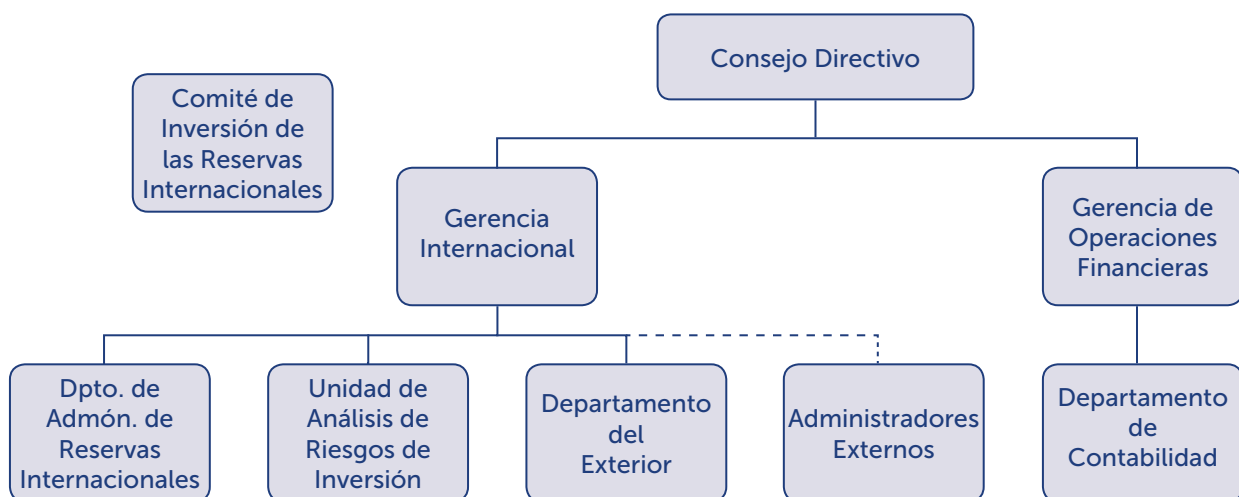 Consejo Directivo
Comité de
Inversión de
las Reservas
Internacionales
Gerencia
Internacional
Gerencia de
Operaciones
Financieras
Dpto. de
Admón. de
Reservas
Internacionales
Unidad de
Análisis de
Riesgos de
Inversión
Departamento
del
Exterior
Administradores
Externos
Departamento
de
Contabilidad